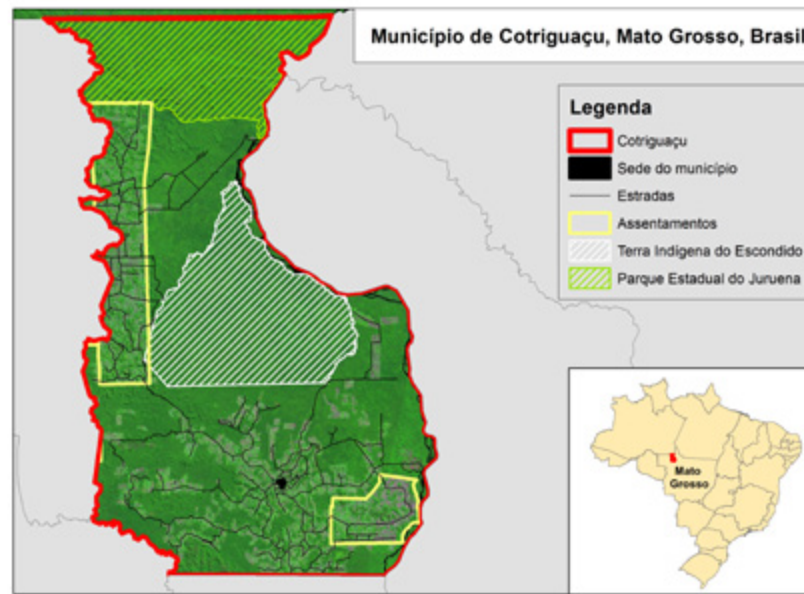 Município de Cotriguaçu, Mato Grosso, Brasil
Legenda
Cotriguaçu
Sede do município
Estradas
Assentamentos
Terra Indígena do Escondido
Parque Estadual do Juruena
Mato
Grosso